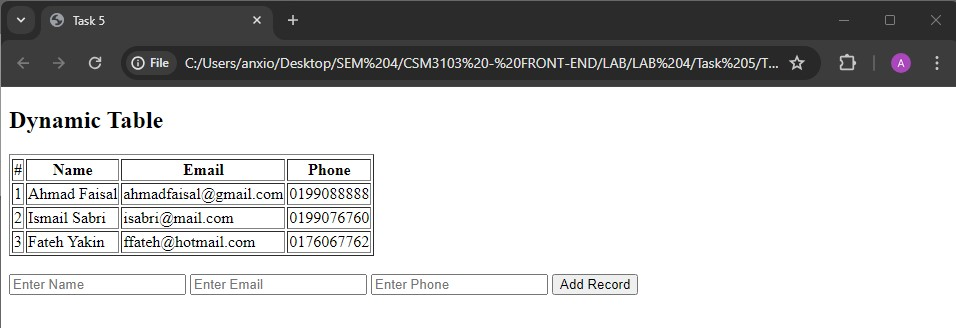 Task 5
File C:/Users/anxio/Desktop/SEM%204/CSM3103%20-%20FRONT-END/LAB/LAB%204/Task%205/T... A
Dynamic Table
# Name Email Phone
1 Ahmad Faisal ahmadfaisal@gmail.com 0199088888
2 Ismail Sabri isabri@mail.com 0199076760
3 Fateh Yakin ffateh@hotmail.com 0176067762
Enter Name Enter Email Enter Phone Add Record